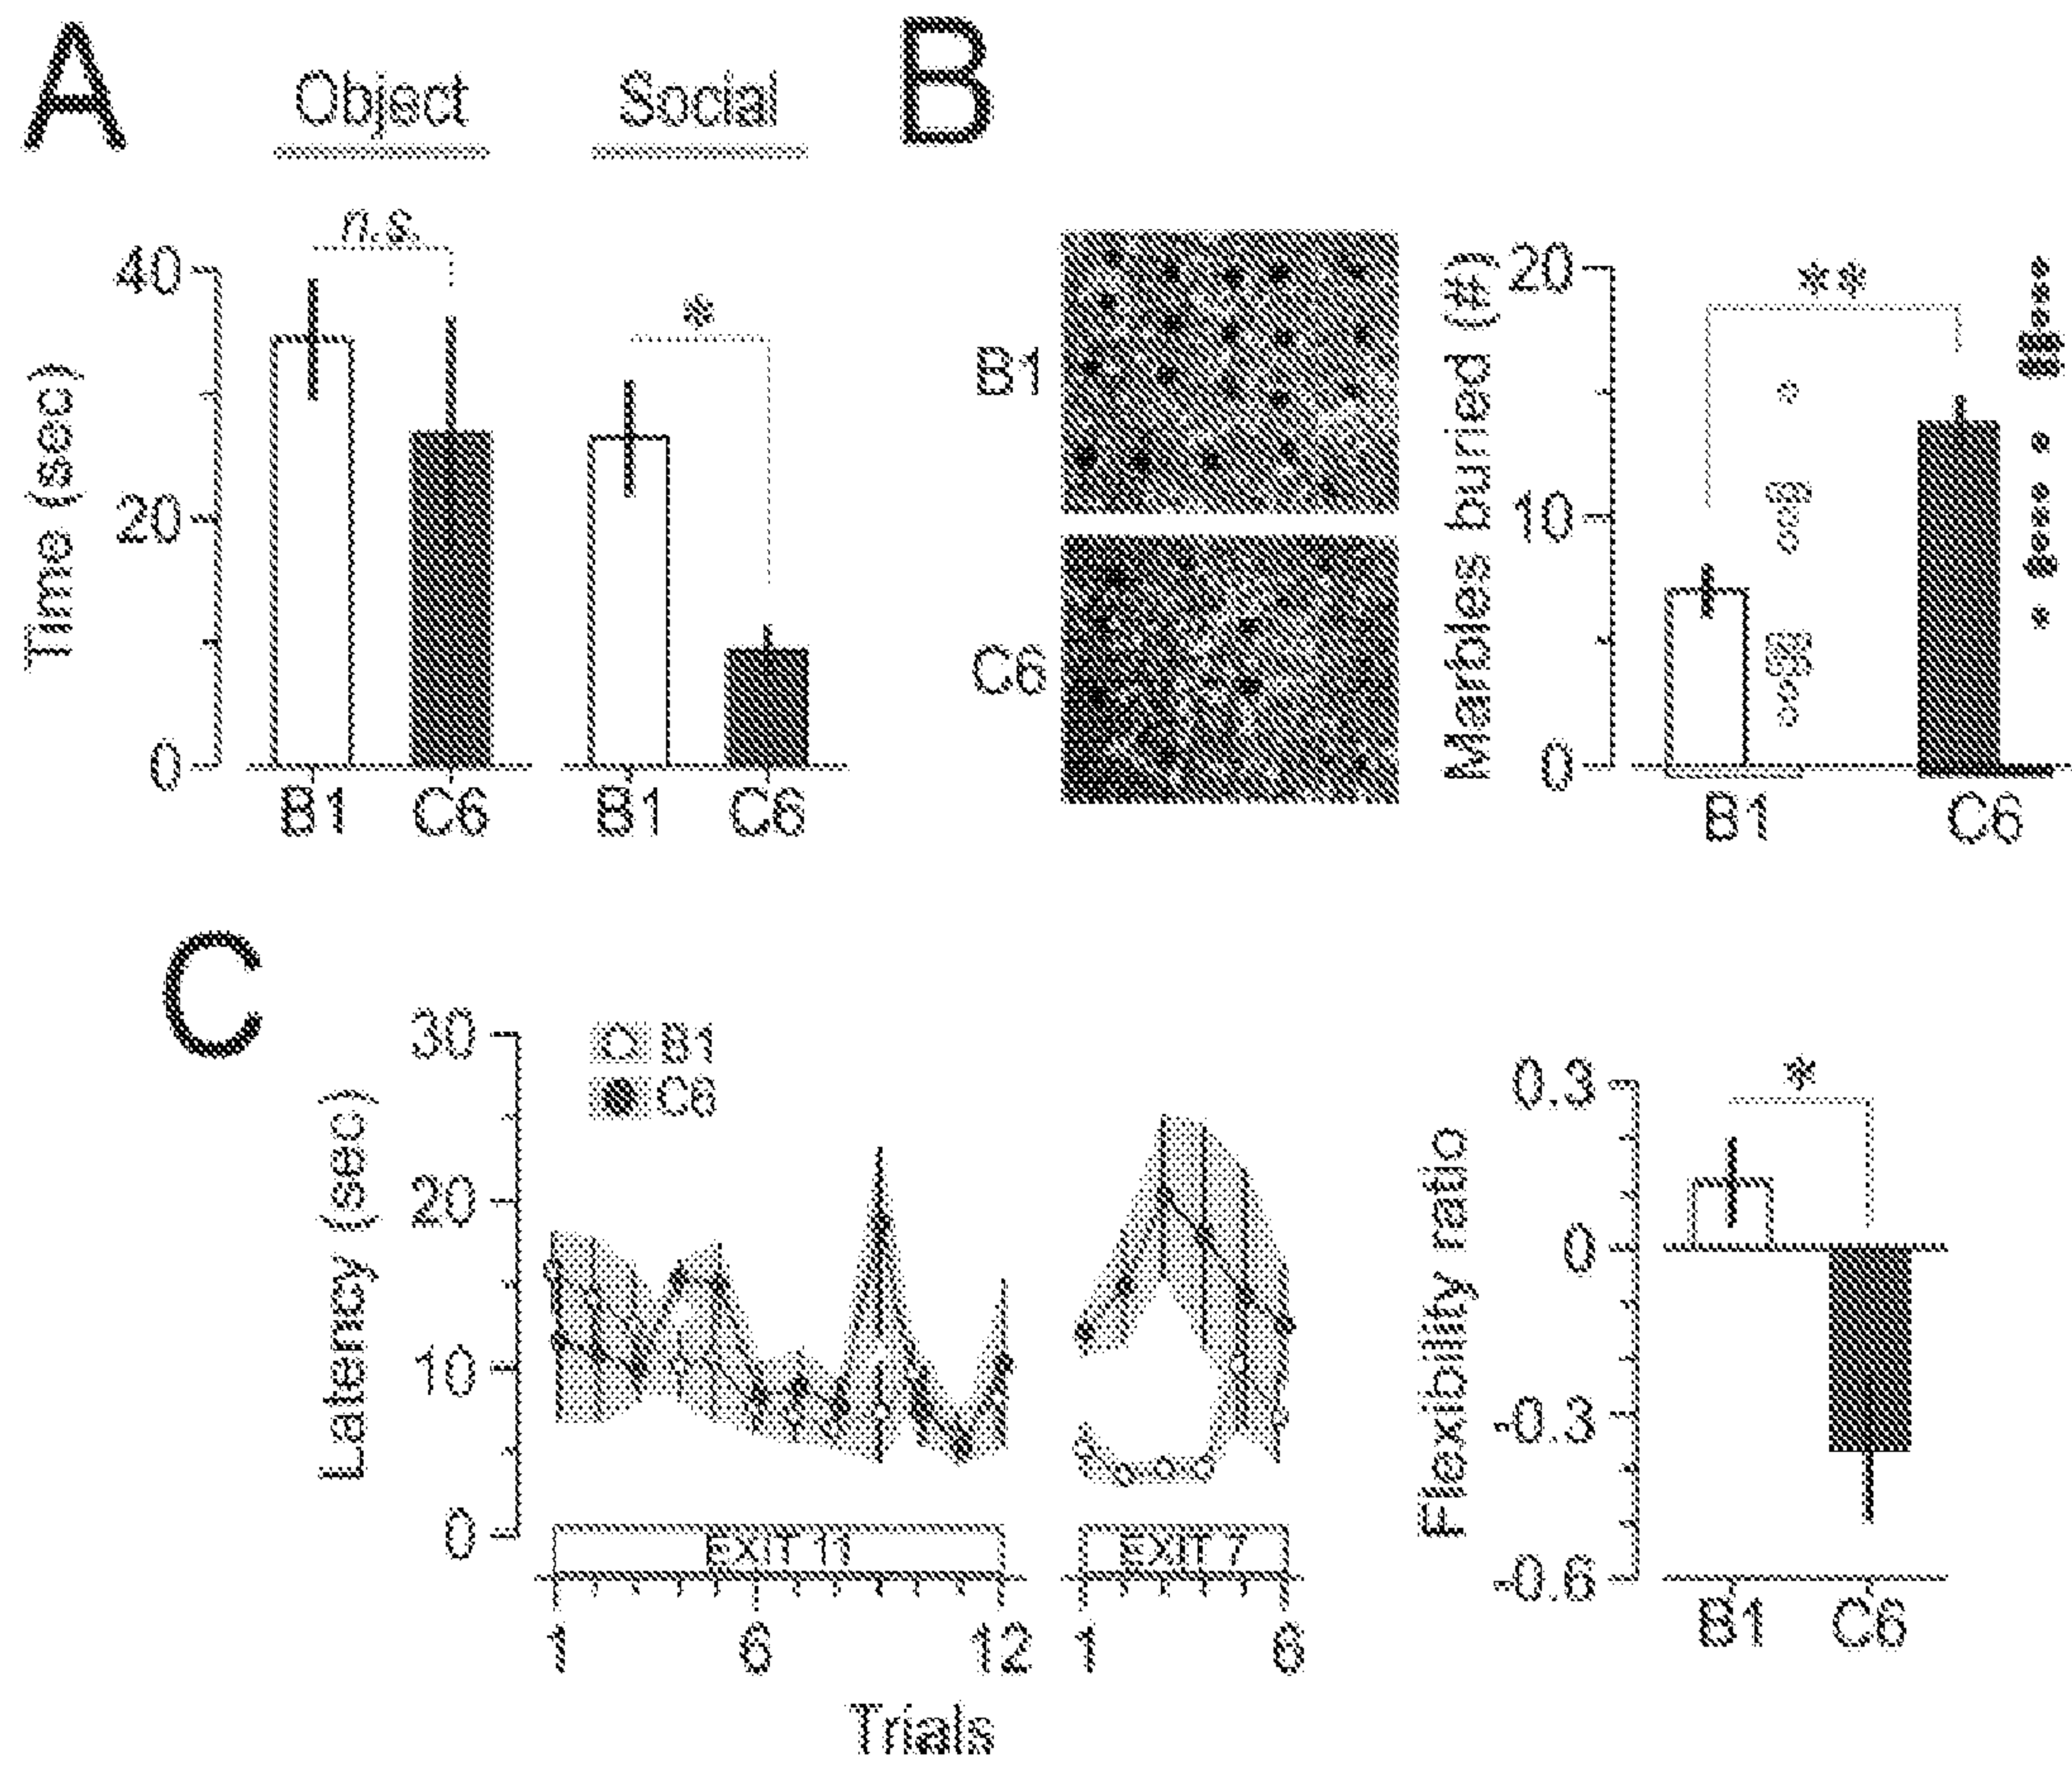 A
Object Social
n.s.
*
40
20
0
Time (sec)
B1 C6 B1 C6
B
B1
C6
Marbles buried (#)
20
10
0
**
B1 C6
C
Latency (sec)
30
20
10
0
B1
C6
EXIT 11 EXIT 7
1 6 12 1 6
Trials
Flexibility ratio
0.3
0
-0.3
-0.6
*
B1 C6